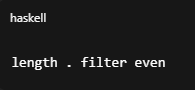 haskell
length . filter even